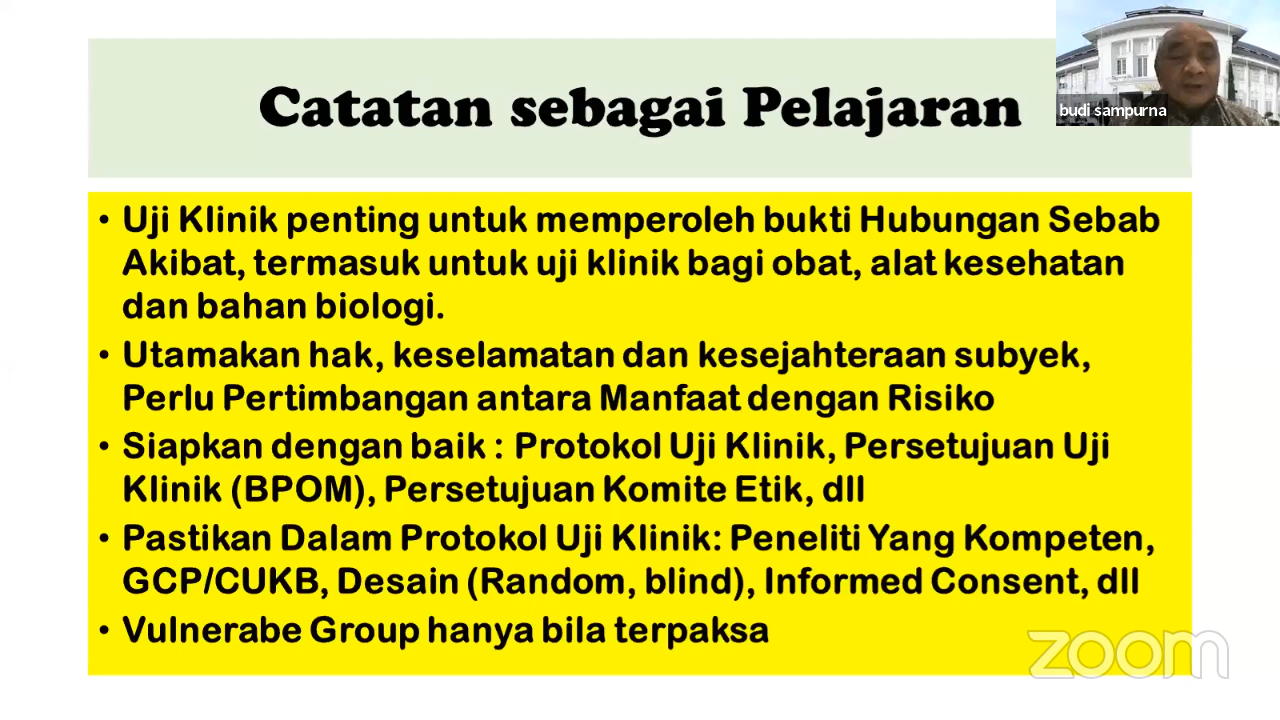 Catatan sebagai Pelajaran
budi sampurna
• Uji Klinik penting untuk memperoleh bukti Hubungan Sebab
Akibat, termasuk untuk uji klinik bagi obat, alat kesehatan
dan bahan biologi.
• Utamakan hak, keselamatan dan kesejahteraan subyek,
Perlu Pertimbangan antara Manfaat dengan Risiko
• Siapkan dengan baik : Protokol Uji Klinik, Persetujuan Uji
Klinik (BPOM), Persetujuan Komite Etik, dll
• Pastikan Dalam Protokol Uji Klinik: Peneliti Yang Kompeten,
GCP/CUKB, Desain (Random, blind), Informed Consent, dll
• Vulnerabe Group hanya bila terpaksa
zoom